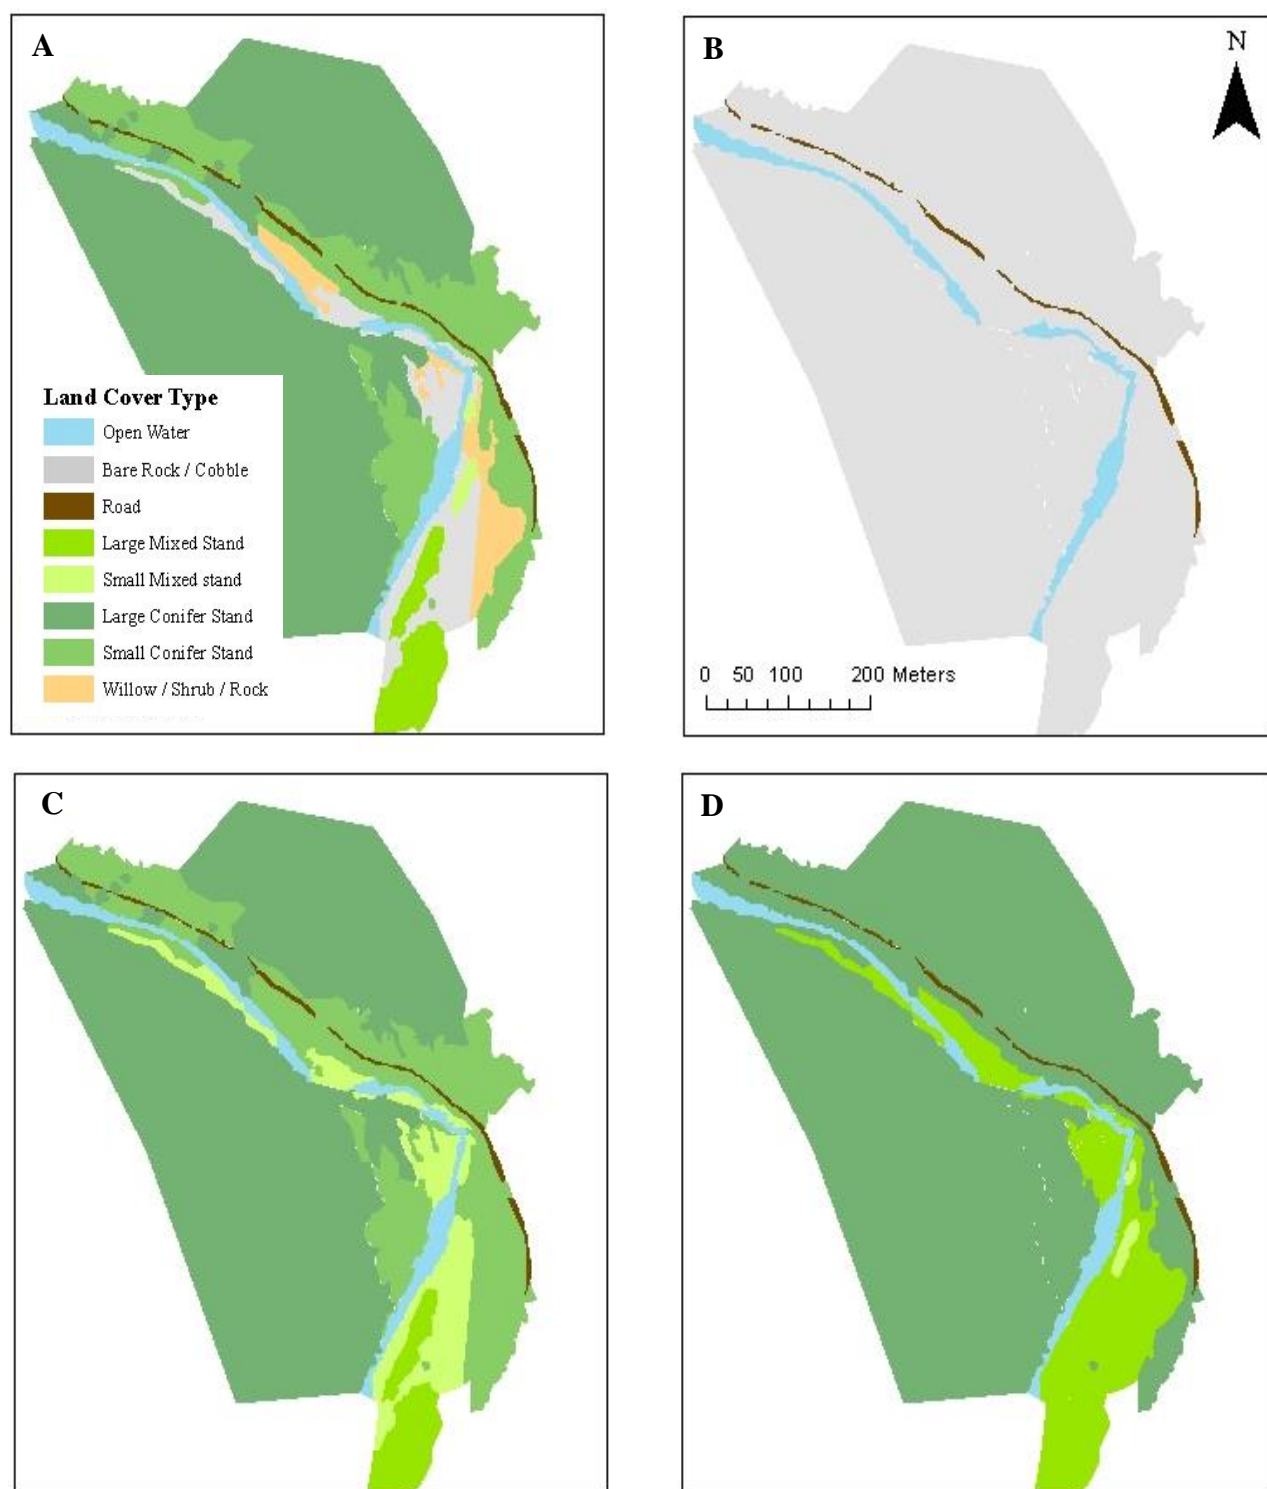 A
B
N
Land Cover Type
Open Water
Bare Rock / Cobble
Road
Large Mixed Stand
Small Mixed stand
Large Conifer Stand
Small Conifer Stand
Willow / Shrub / Rock
0 50 100 200 Meters
C
D